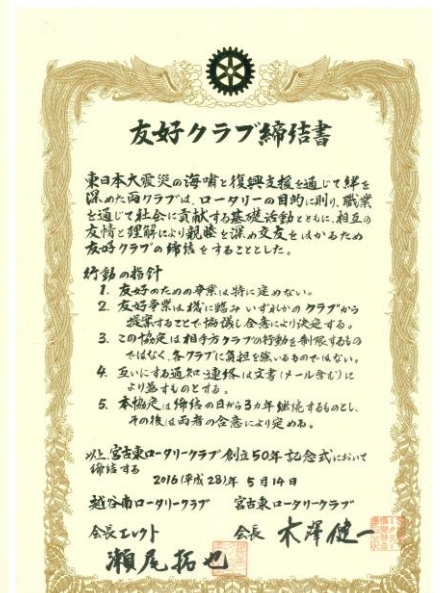 友好クラブ締結書
東日本大震災の海嘯と復興支援を通じて絆を
深めた両クラブは、ロータリーの目的に則り、職業
を通じて社会に貢献する基礎活動とともに、相互の
友情と理解により親睦を深め交友をはかるため
友好クラブの締結をすることとした。
行動の指針
1. 友好のための事業は特に定めない。
2. 友好事業は機に臨み いずれかの クラブから
提案することで協議し合意により決定する。
3. この協定は相手方クラブの行動を制限するもの
ではなく、各クラブに負担を強いるものではない。
4. 互いにする通知・連絡は文書(メール含む)に
より為すものとする。
5. 本協定は締結の日から3カ年継続するものとし、
その後は両者の合意により定める。
以上、宮古東ロータリークラブ創立50年記念式において
締結する
2016(平成28)年 5月14日
越谷南ロータリークラブ 宮古東ロータリークラブ
会長エレクト 会長 木澤健一
瀬尾拓也